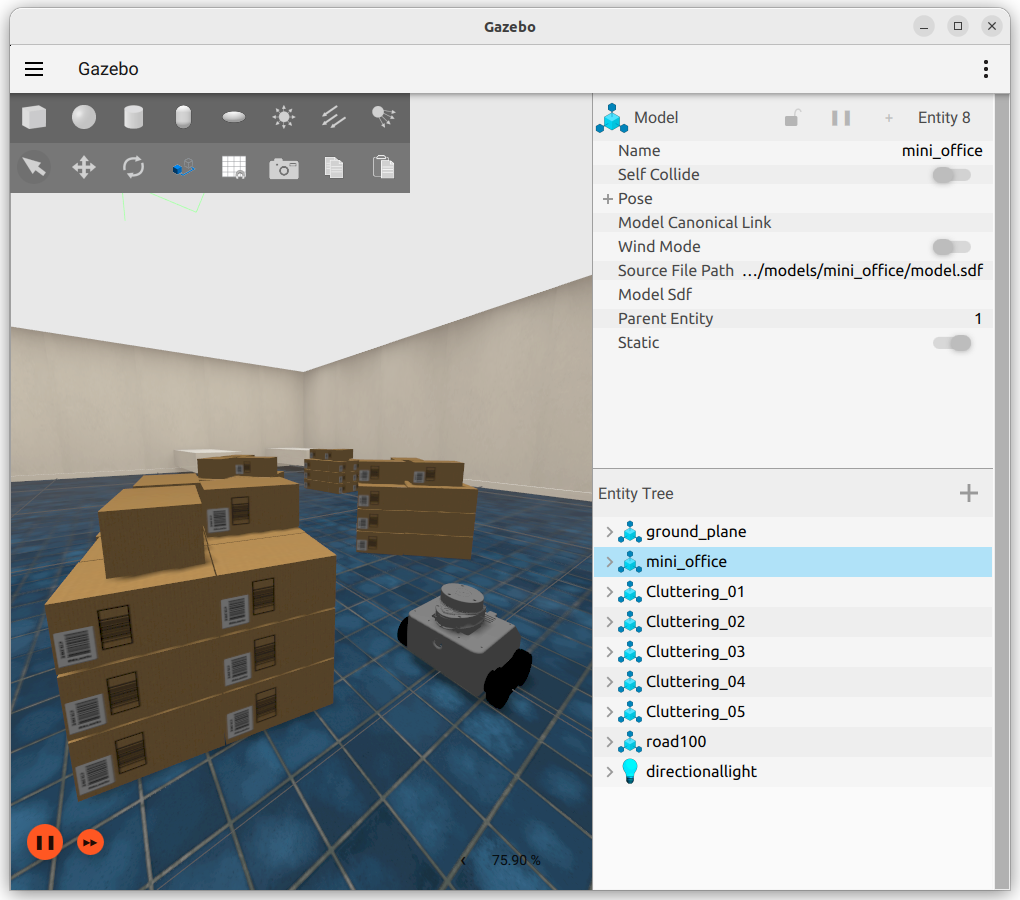 Gazebo
Gazebo
Model
+ Entity 8
Name mini_office
Self Collide
+ Pose
Model Canonical Link
Wind Mode
Source File Path .../models/mini_office/model.sdf
Model Sdf
Parent Entity 1
Static
Entity Tree +
ground_plane
mini_office
Cluttering_01
Cluttering_02
Cluttering_03
Cluttering_04
Cluttering_05
road100
directionallight
75.90 %